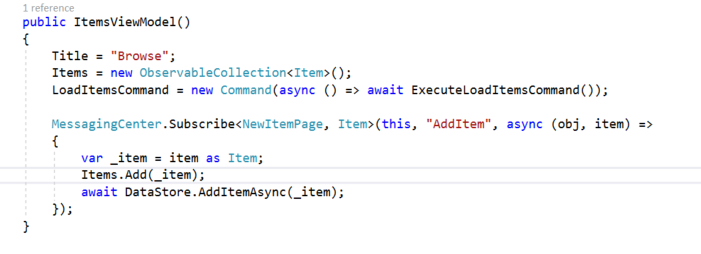 1 reference
public ItemsViewModel()
{
Title = "Browse";
Items = new ObservableCollection<Item>();
LoadItemsCommand = new Command(async () => await ExecuteLoadItemsCommand());
MessagingCenter.Subscribe<NewItemPage, Item>(this, "AddItem", async (obj, item) =>
{
var _item = item as Item;
Items.Add(_item);
await DataStore.AddItemAsync(_item);
});
}